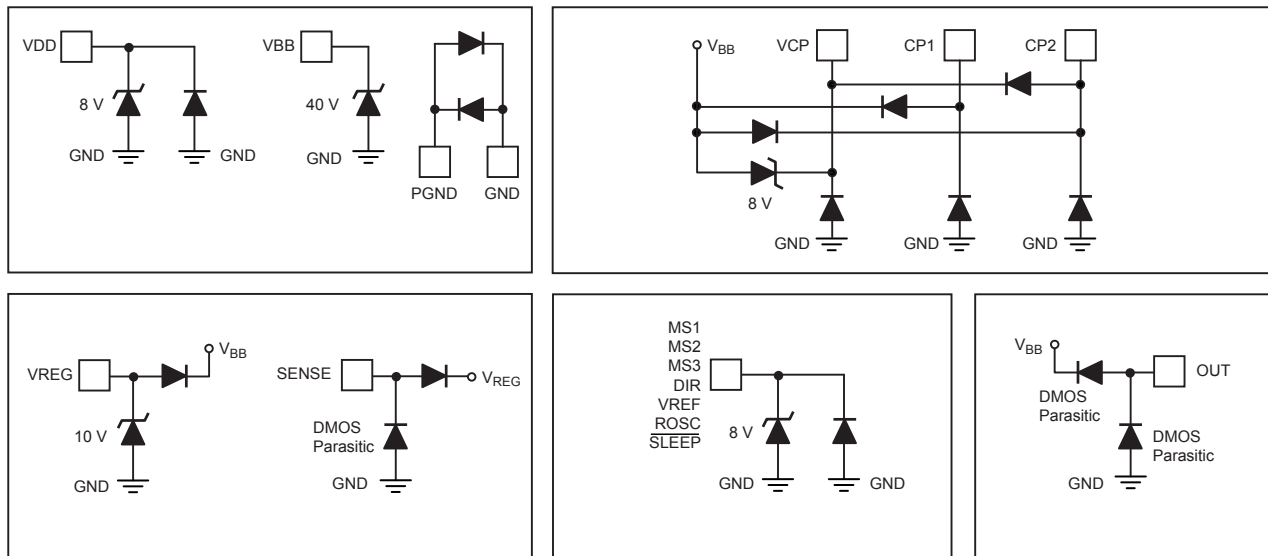 VDD
8 V
GND
GND
VBB
40 V
GND
PGND
GND
VBB
VCP
CP1
CP2
8 V
GND
GND
GND
VREG
VBB
10 V
GND
SENSE
VREG
DMOS
Parasitic
GND
MS1
MS2
MS3
DIR
VREF
ROSC
SLEEP
8 V
GND
GND
VBB
OUT
DMOS
Parasitic
DMOS
Parasitic
GND